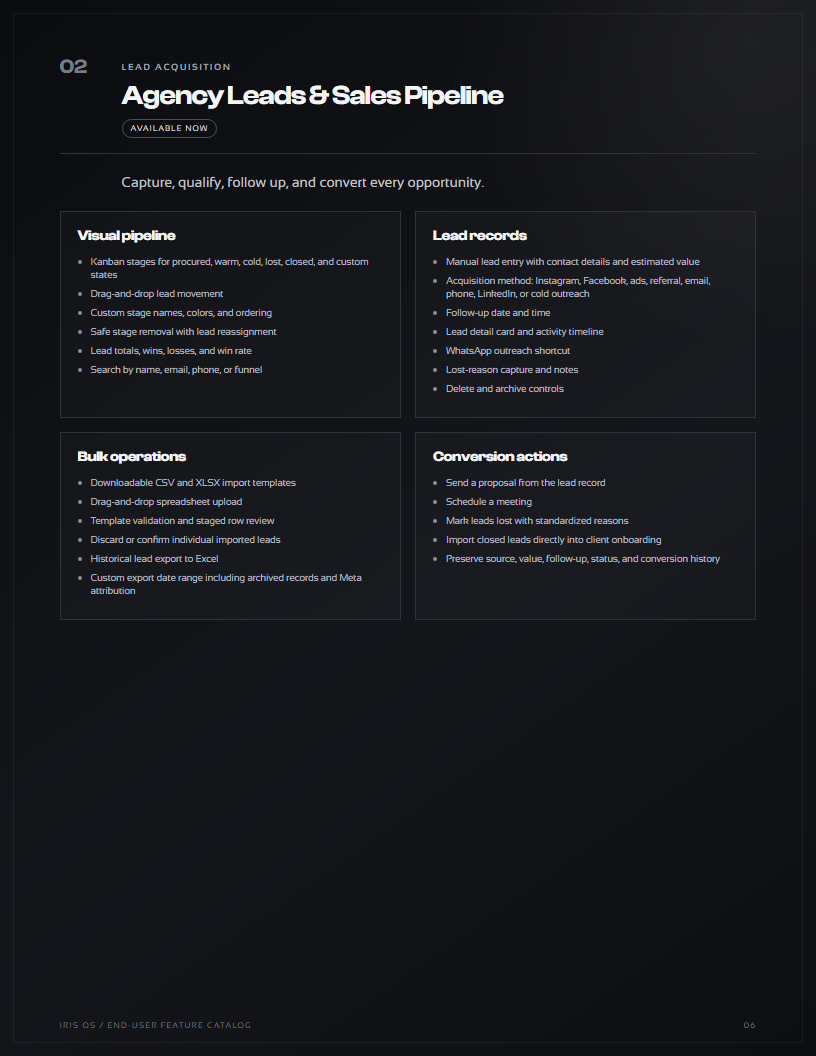 02
LEAD ACQUISITION
Agency Leads & Sales Pipeline
AVAILABLE NOW
Capture, qualify, follow up, and convert every opportunity.
Visual pipeline
Kanban stages for procured, warm, cold, lost, closed, and custom
states
Drag-and-drop lead movement
Custom stage names, colors, and ordering
Safe stage removal with lead reassignment
Lead totals, wins, losses, and win rate
Search by name, email, phone, or funnel
Lead records
Manual lead entry with contact details and estimated value
Acquisition method: Instagram, Facebook, ads, referral, email,
phone, LinkedIn, or cold outreach
Follow-up date and time
Lead detail card and activity timeline
WhatsApp outreach shortcut
Lost-reason capture and notes
Delete and archive controls
Bulk operations
Downloadable CSV and XLSX import templates
Drag-and-drop spreadsheet upload
Template validation and staged row review
Discard or confirm individual imported leads
Historical lead export to Excel
Custom export date range including archived records and Meta
attribution
Conversion actions
Send a proposal from the lead record
Schedule a meeting
Mark leads lost with standardized reasons
Import closed leads directly into client onboarding
Preserve source, value, follow-up, status, and conversion history
IRIS OS / END-USER FEATURE CATALOG
06